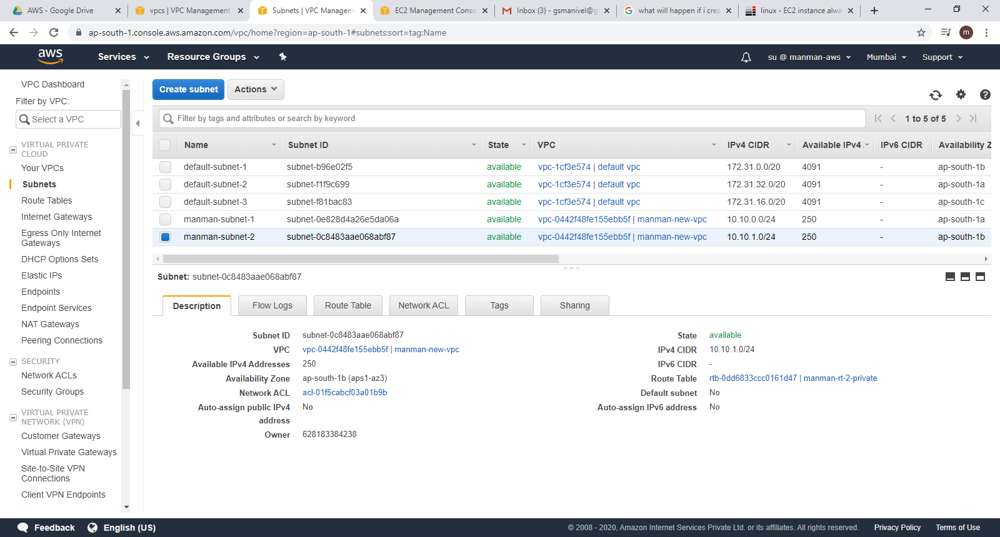 AWS - Google Drive
vpcs | VPC Management
Subnets | VPC Managem
EC2 Management Conso
Inbox (3) - gsmanivel@g
what will happen if i crea
linux - EC2 instance alwa
ap-south-1.console.aws.amazon.com/vpc/home?region=ap-south-1#subnets:sort=tag:Name
m
aws
Services
Resource Groups
su @ manman-aws
Mumbai
Support
VPC Dashboard
Filter by VPC:
Select a VPC
VIRTUAL PRIVATE
CLOUD
Your VPCs
Subnets
Route Tables
Internet Gateways
Egress Only Internet
Gateways
DHCP Options Sets
Elastic IPs
Endpoints
Endpoint Services
NAT Gateways
Peering Connections
SECURITY
Network ACLs
Security Groups
VIRTUAL PRIVATE
NETWORK (VPN)
Customer Gateways
Virtual Private Gateways
Site-to-Site VPN
Connections
Client VPN Endpoints
Create subnet
Actions
Filter by tags and attributes or search by keyword
1 to 5 of 5
Name Subnet ID State VPC IPv4 CIDR Available IPv4 . IPv6 CIDR Availability Z
default-subnet-1 subnet-b96e02f5 available vpc-1cf3e574 | default vpc 172.31.0.0/20 4091 - ap-south-1b
default-subnet-2 subnet-f1f9c699 available vpc-1cf3e574 | default vpc 172.31.32.0/20 4091 - ap-south-1a
default-subnet-3 subnet-f81bac83 available vpc-1cf3e574 | default vpc 172.31.16.0/20 4091 - ap-south-1c
manman-subnet-1 subnet-0e828d4a26e5da06a available vpc-0442f48fe155ebb5f | manman-new-vpc 10.10.0.0/24 250 - ap-south-1a
manman-subnet-2 subnet-0c8483aae068abf87 available vpc-0442f48fe155ebb5f | manman-new-vpc 10.10.1.0/24 250 - ap-south-1b
Subnet: subnet-0c8483aae068abf87
Description
Flow Logs
Route Table
Network ACL
Tags
Sharing
Subnet ID subnet-0c8483aae068abf87
VPC vpc-0442f48fe155ebb5f | manman-new-vpc
Available IPv4 Addresses 250
Availability Zone ap-south-1b (aps1-az3)
Network ACL acl-01f5cabcf03a01b9b
Auto-assign public IPv4 No
address
Owner 628183384238
State available
IPv4 CIDR 10.10.1.0/24
IPv6 CIDR -
Route Table rtb-0dd6833ccc0161d47 | manman-rt-2-private
Default subnet No
Auto-assign IPv6 address No
Feedback
English (US)
© 2008 - 2020, Amazon Internet Services Private Ltd. or its affiliates. All rights reserved.
Privacy Policy
Terms of Use